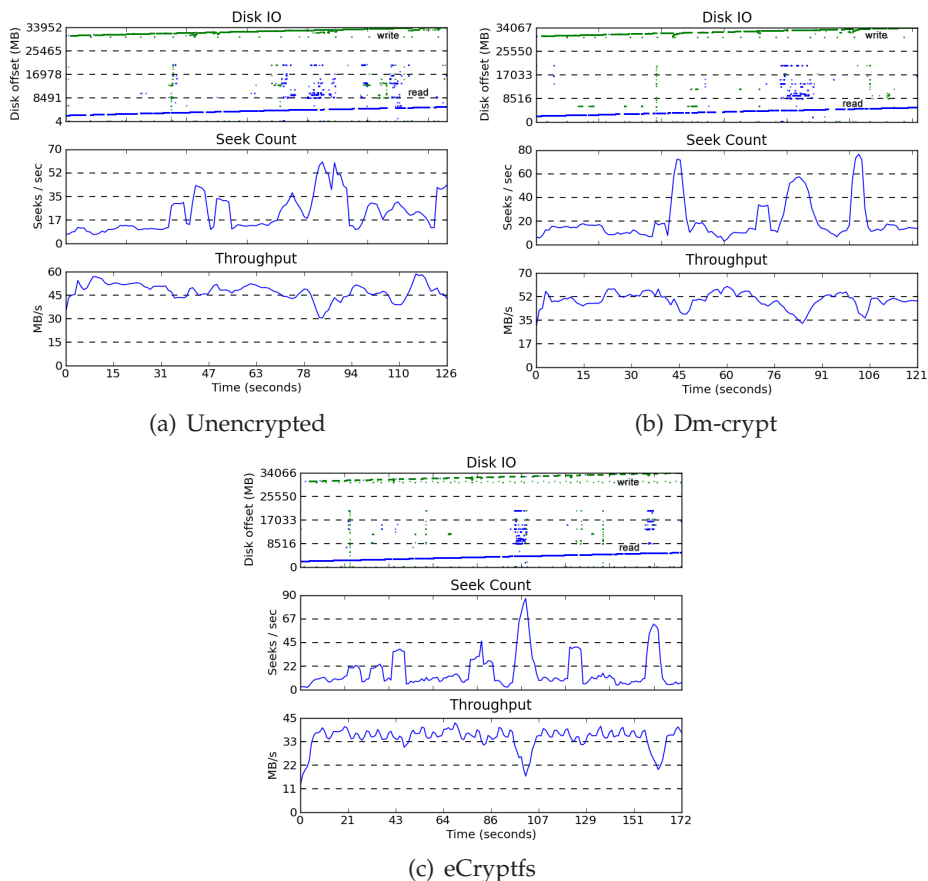 Disk IO
Disk offset (MB)
33952
25465
16978
8491
4
write
read
Seek Count
Seeks / sec
70
52
35
17
0
Throughput
MB/s
60
45
30
15
0
0 15 31 47 63 78 94 110 126
Time (seconds)
(a) Unencrypted
Disk IO
Disk offset (MB)
34067
25550
17033
8516
0
write
read
Seek Count
Seeks / sec
80
60
40
20
0
Throughput
MB/s
70
52
35
17
0
0 15 30 45 60 76 91 106 121
Time (seconds)
(b) Dm-crypt
Disk IO
Disk offset (MB)
34066
25550
17033
8516
0
write
read
Seek Count
Seeks / sec
90
67
45
22
0
Throughput
MB/s
45
33
22
11
0
0 21 43 64 86 107 129 151 172
Time (seconds)
(c) eCryptfs